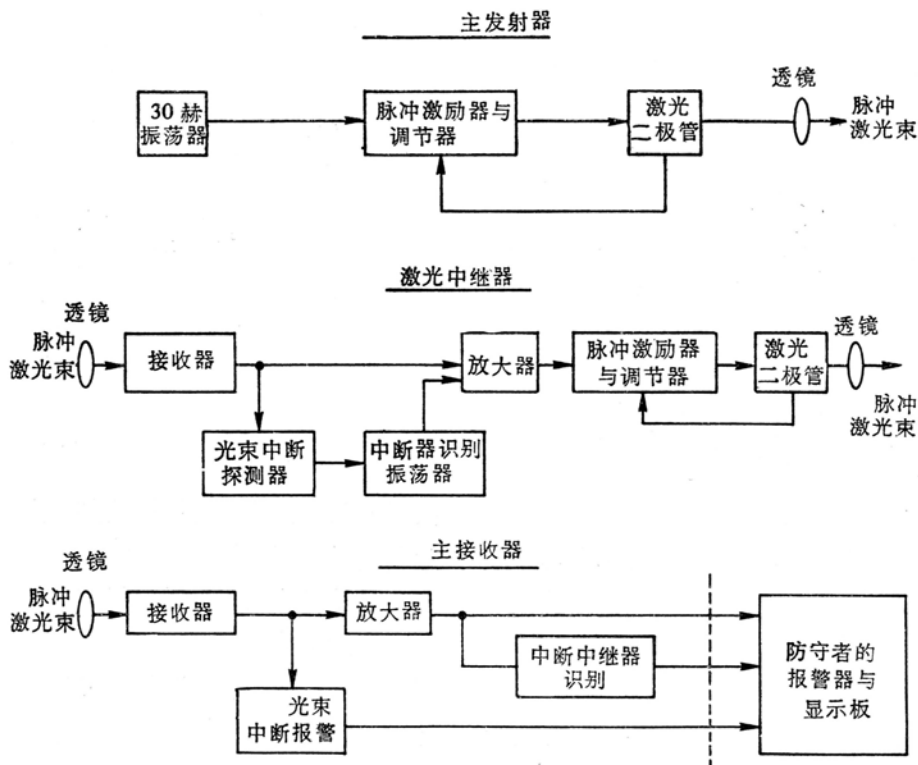 主发射器
透镜
30 赫
振荡器
脉冲激励器与
调节器
激光
二极管
脉冲
激光束
激光中继器
透镜
脉冲
激光束
接收器
放大器
脉冲激励器
与调节器
激光
二极管
透镜
脉冲
激光束
光束中断
探测器
中断器识别
振荡器
主接收器
透镜
脉冲
激光束
接收器
放大器
中断中继器
识别
光束
中断报警
防守者的
报警器与
显示板